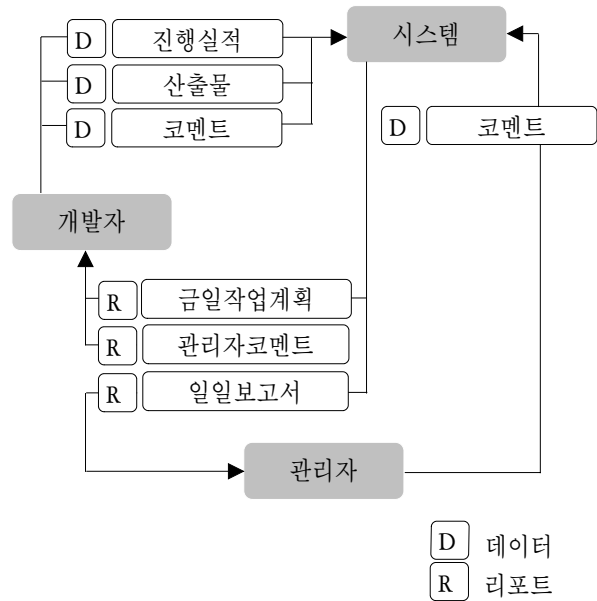 D 진행실적 시스템
D 산출물
D 코멘트 D 코멘트
개발자
R 금일작업계획
R 관리자코멘트
R 일일보고서
관리자
D 데이터
R 리포트